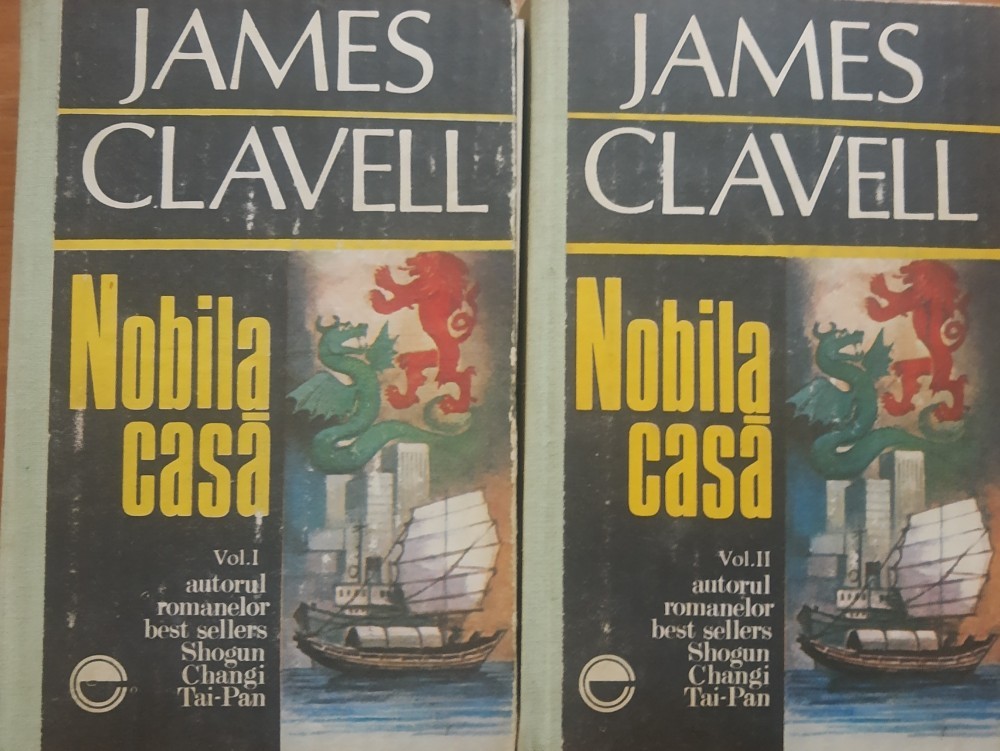 JAMES
CLAVELL
Nobila
casă
Vol.I
autorul
romanelor
best sellers
Shogun
Changi
Tai-Pan
JAMES
CLAVELL
Nobila
casă
Vol.II
autorul
romanelor
best sellers
Shogun
Changi
Tai-Pan